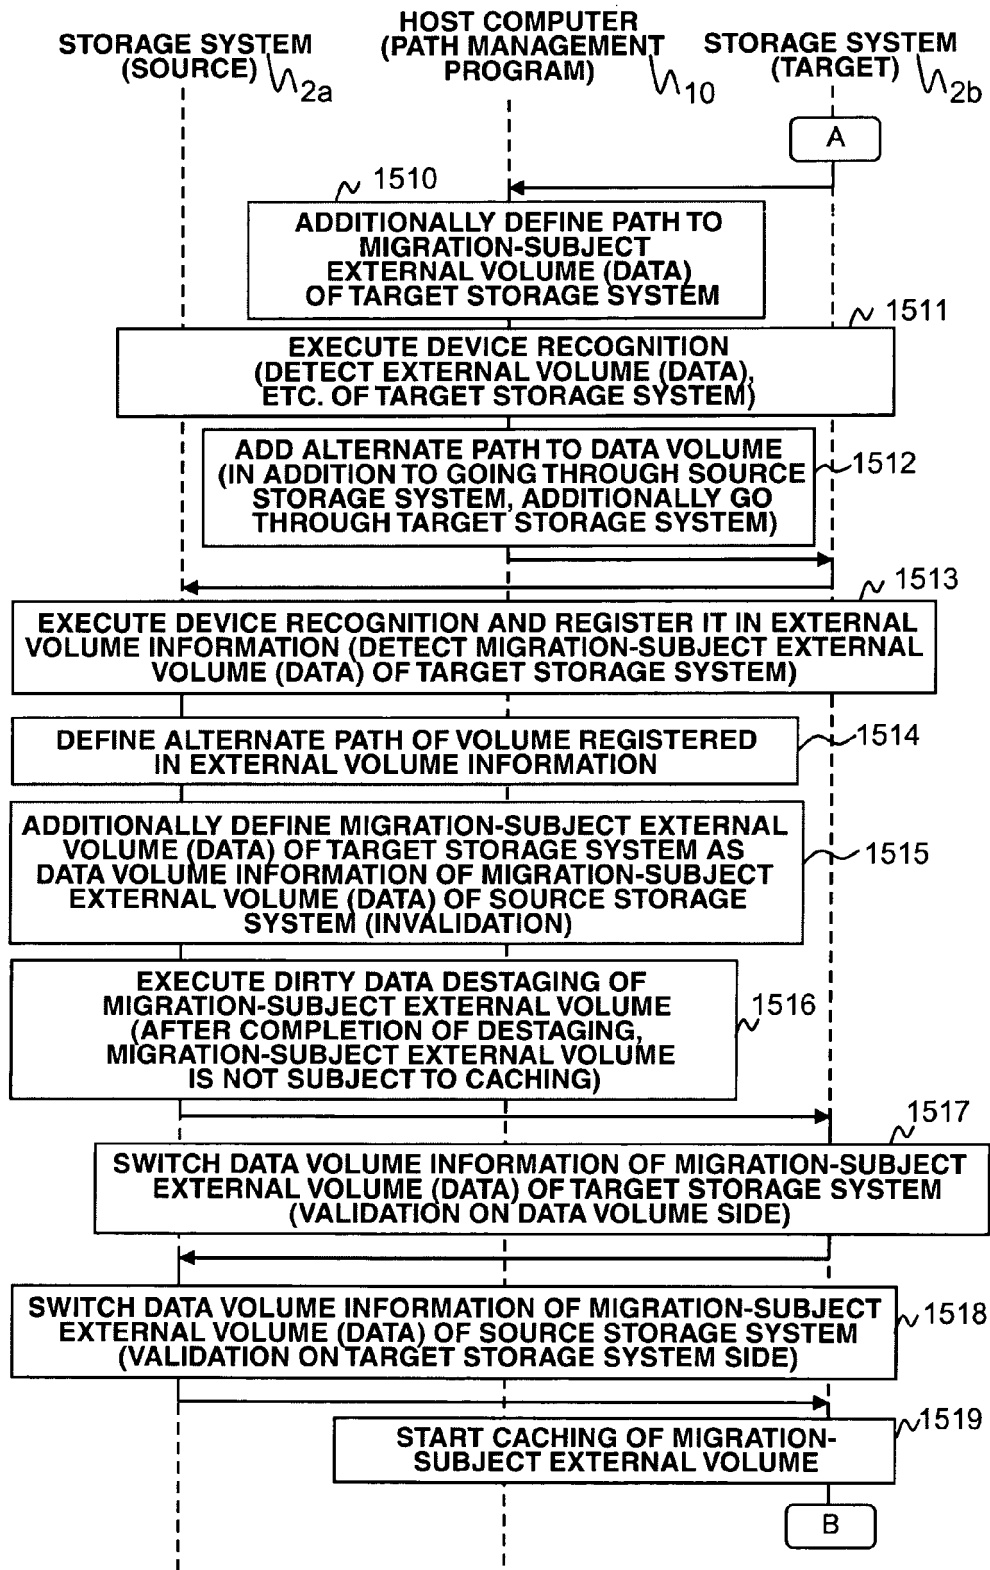 STORAGE SYSTEM
(SOURCE)
2a
HOST COMPUTER
(PATH MANAGEMENT
PROGRAM)
10
STORAGE SYSTEM
(TARGET)
2b
A
1510
ADDITIONALLY DEFINE PATH TO
MIGRATION-SUBJECT
EXTERNAL VOLUME (DATA)
OF TARGET STORAGE SYSTEM
1511
EXECUTE DEVICE RECOGNITION
(DETECT EXTERNAL VOLUME (DATA),
ETC. OF TARGET STORAGE SYSTEM)
ADD ALTERNATE PATH TO DATA VOLUME
(IN ADDITION TO GOING THROUGH SOURCE
STORAGE SYSTEM, ADDITIONALLY GO
THROUGH TARGET STORAGE SYSTEM)
1512
1513
EXECUTE DEVICE RECOGNITION AND REGISTER IT IN EXTERNAL
VOLUME INFORMATION (DETECT MIGRATION-SUBJECT EXTERNAL
VOLUME (DATA) OF TARGET STORAGE SYSTEM)
DEFINE ALTERNATE PATH OF VOLUME REGISTERED
IN EXTERNAL VOLUME INFORMATION
1514
ADDITIONALLY DEFINE MIGRATION-SUBJECT EXTERNAL
VOLUME (DATA) OF TARGET STORAGE SYSTEM AS
DATA VOLUME INFORMATION OF MIGRATION-SUBJECT
EXTERNAL VOLUME (DATA) OF SOURCE STORAGE
SYSTEM (INVALIDATION)
1515
EXECUTE DIRTY DATA DESTAGING OF
MIGRATION-SUBJECT EXTERNAL VOLUME
(AFTER COMPLETION OF DESTAGING,
MIGRATION-SUBJECT EXTERNAL VOLUME
IS NOT SUBJECT TO CACHING)
1516
1517
SWITCH DATA VOLUME INFORMATION OF MIGRATION-SUBJECT
EXTERNAL VOLUME (DATA) OF TARGET STORAGE SYSTEM
(VALIDATION ON DATA VOLUME SIDE)
SWITCH DATA VOLUME INFORMATION OF MIGRATION-SUBJECT
EXTERNAL VOLUME (DATA) OF SOURCE STORAGE SYSTEM
(VALIDATION ON TARGET STORAGE SYSTEM SIDE)
1518
1519
START CACHING OF MIGRATION-
SUBJECT EXTERNAL VOLUME
B